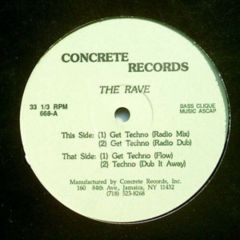 CONCRETE
RECORDS
THE RAVE
33 1/3 RPM
668-A
BASS CLIQUE
MUSIC ASCAP
This Side: (1) Get Techno (Radio Mix)
(2) Get Techno (Radio Dub)
That Side: (1) Get Techno (Flow)
(2) Techno (Dub It Away)
Manufactured by Concrete Records, Inc.
160 84th Ave, Jamaica, NY 11432
(718) 523-8268